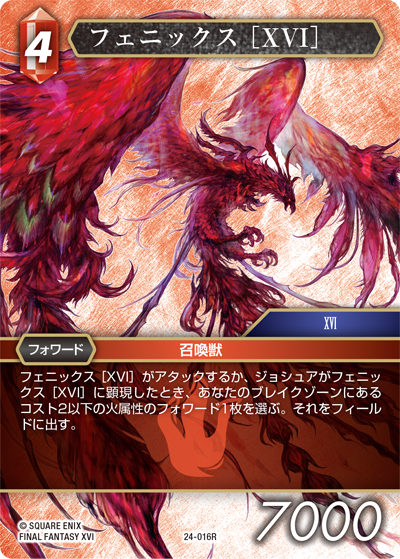 4
フェニックス [XVI]
XVI
フォワード
召喚獣
フェニックス [XVI] がアタックするか、ジョシュアがフェニッ
クス [XVI] に顕現したとき、あなたのブレイクゾーンにある
コスト2以下の火属性のフォワード1枚を選ぶ。それをフィール
ドに出す。
© SQUARE ENIX
FINAL FANTASY XVI
24-016R
7000